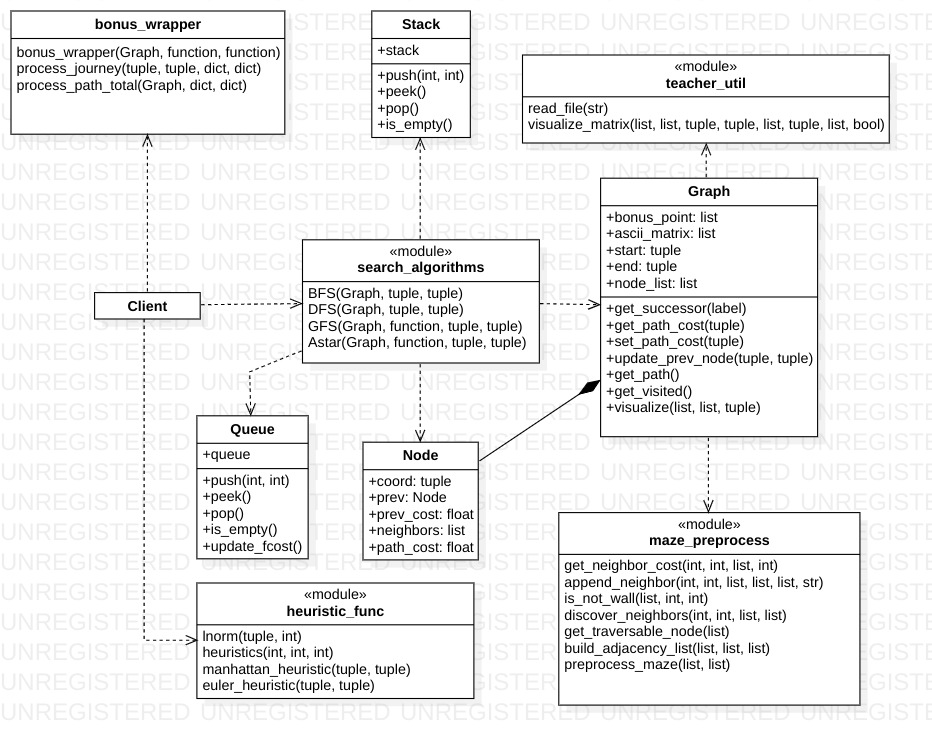 bonus_wrapper
bonus_wrapper(Graph, function, function)
process_journey(tuple, tuple, dict, dict)
process_path_total(Graph, dict, dict)
Stack
+stack
+push(int, int)
+peek()
+pop()
+is_empty()
«module»
teacher_util
read_file(str)
visualize_matrix(list, list, tuple, tuple, list, tuple, list, bool)
Graph
+bonus_point: list
+ascii_matrix: list
+start: tuple
+end: tuple
+node_list: list
+get_successor(label)
+get_path_cost(tuple)
+set_path_cost(tuple)
+update_prev_node(tuple, tuple)
+get_path()
+get_visited()
+visualize(list, list, tuple)
«module»
search_algorithms
BFS(Graph, tuple, tuple)
DFS(Graph, tuple, tuple)
GFS(Graph, function, tuple, tuple)
Astar(Graph, function, tuple, tuple)
Client
Queue
+queue
+push(int, int)
+peek()
+pop()
+is_empty()
+update_fcost()
Node
+coord: tuple
+prev: Node
+prev_cost: float
+neighbors: list
+path_cost: float
«module»
maze_preprocess
get_neighbor_cost(int, int, list, int)
append_neighbor(int, int, list, list, list, str)
is_not_wall(list, int, int)
discover_neighbors(int, int, list, list)
get_traversable_node(list)
build_adjacency_list(list, list, list)
preprocess_maze(list, list)
«module»
heuristic_func
lnorm(tuple, int)
heuristics(int, int, int)
manhattan_heuristic(tuple, tuple)
euler_heuristic(tuple, tuple)
UNREGISTERED